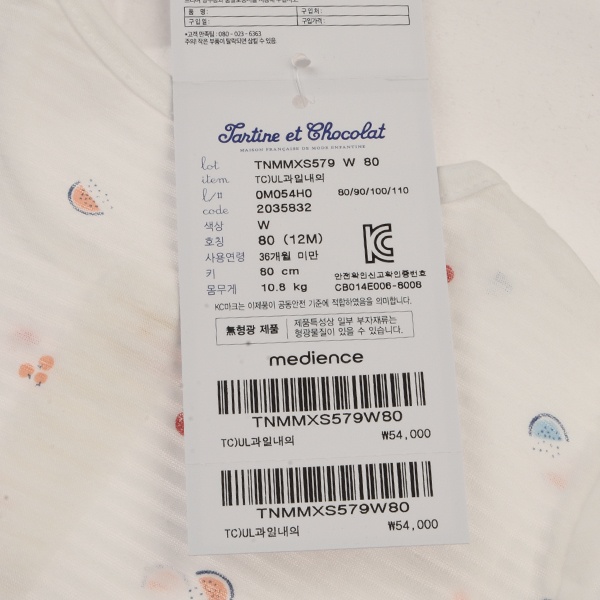 품 명:
구입처:
구입일:
구입가격:
*고객 만족팀 : 080 - 023 - 6363
주의! 작은 부품이 탈락되면 삼킬 수 있음.
Tartine et Chocolat
MAISON FRANÇAISE DE MODE ENFANTINE
lot TNMMXS579 W 80
item TC)UL과일내의
l/n 0M054H0 80/90/100/110
code 2035832
색상 W
호칭 80 (12M)
사용연령 36개월 미만
키 80 cm
몸무게 10.8 kg
안전확인신고확인증번호
CB014E006-8008
KC마크는 이제품이 공동안전 기준에 적합하였음을 의미합니다.
無형광 제품 제품특성상 일부 부자재류는
형광물질이 있을 수 있습니다.
medience
TNMMXS579W80
TC)UL과일내의 ₩54,000
TNMMXS579W80
TC)UL과일내의 ₩54,000